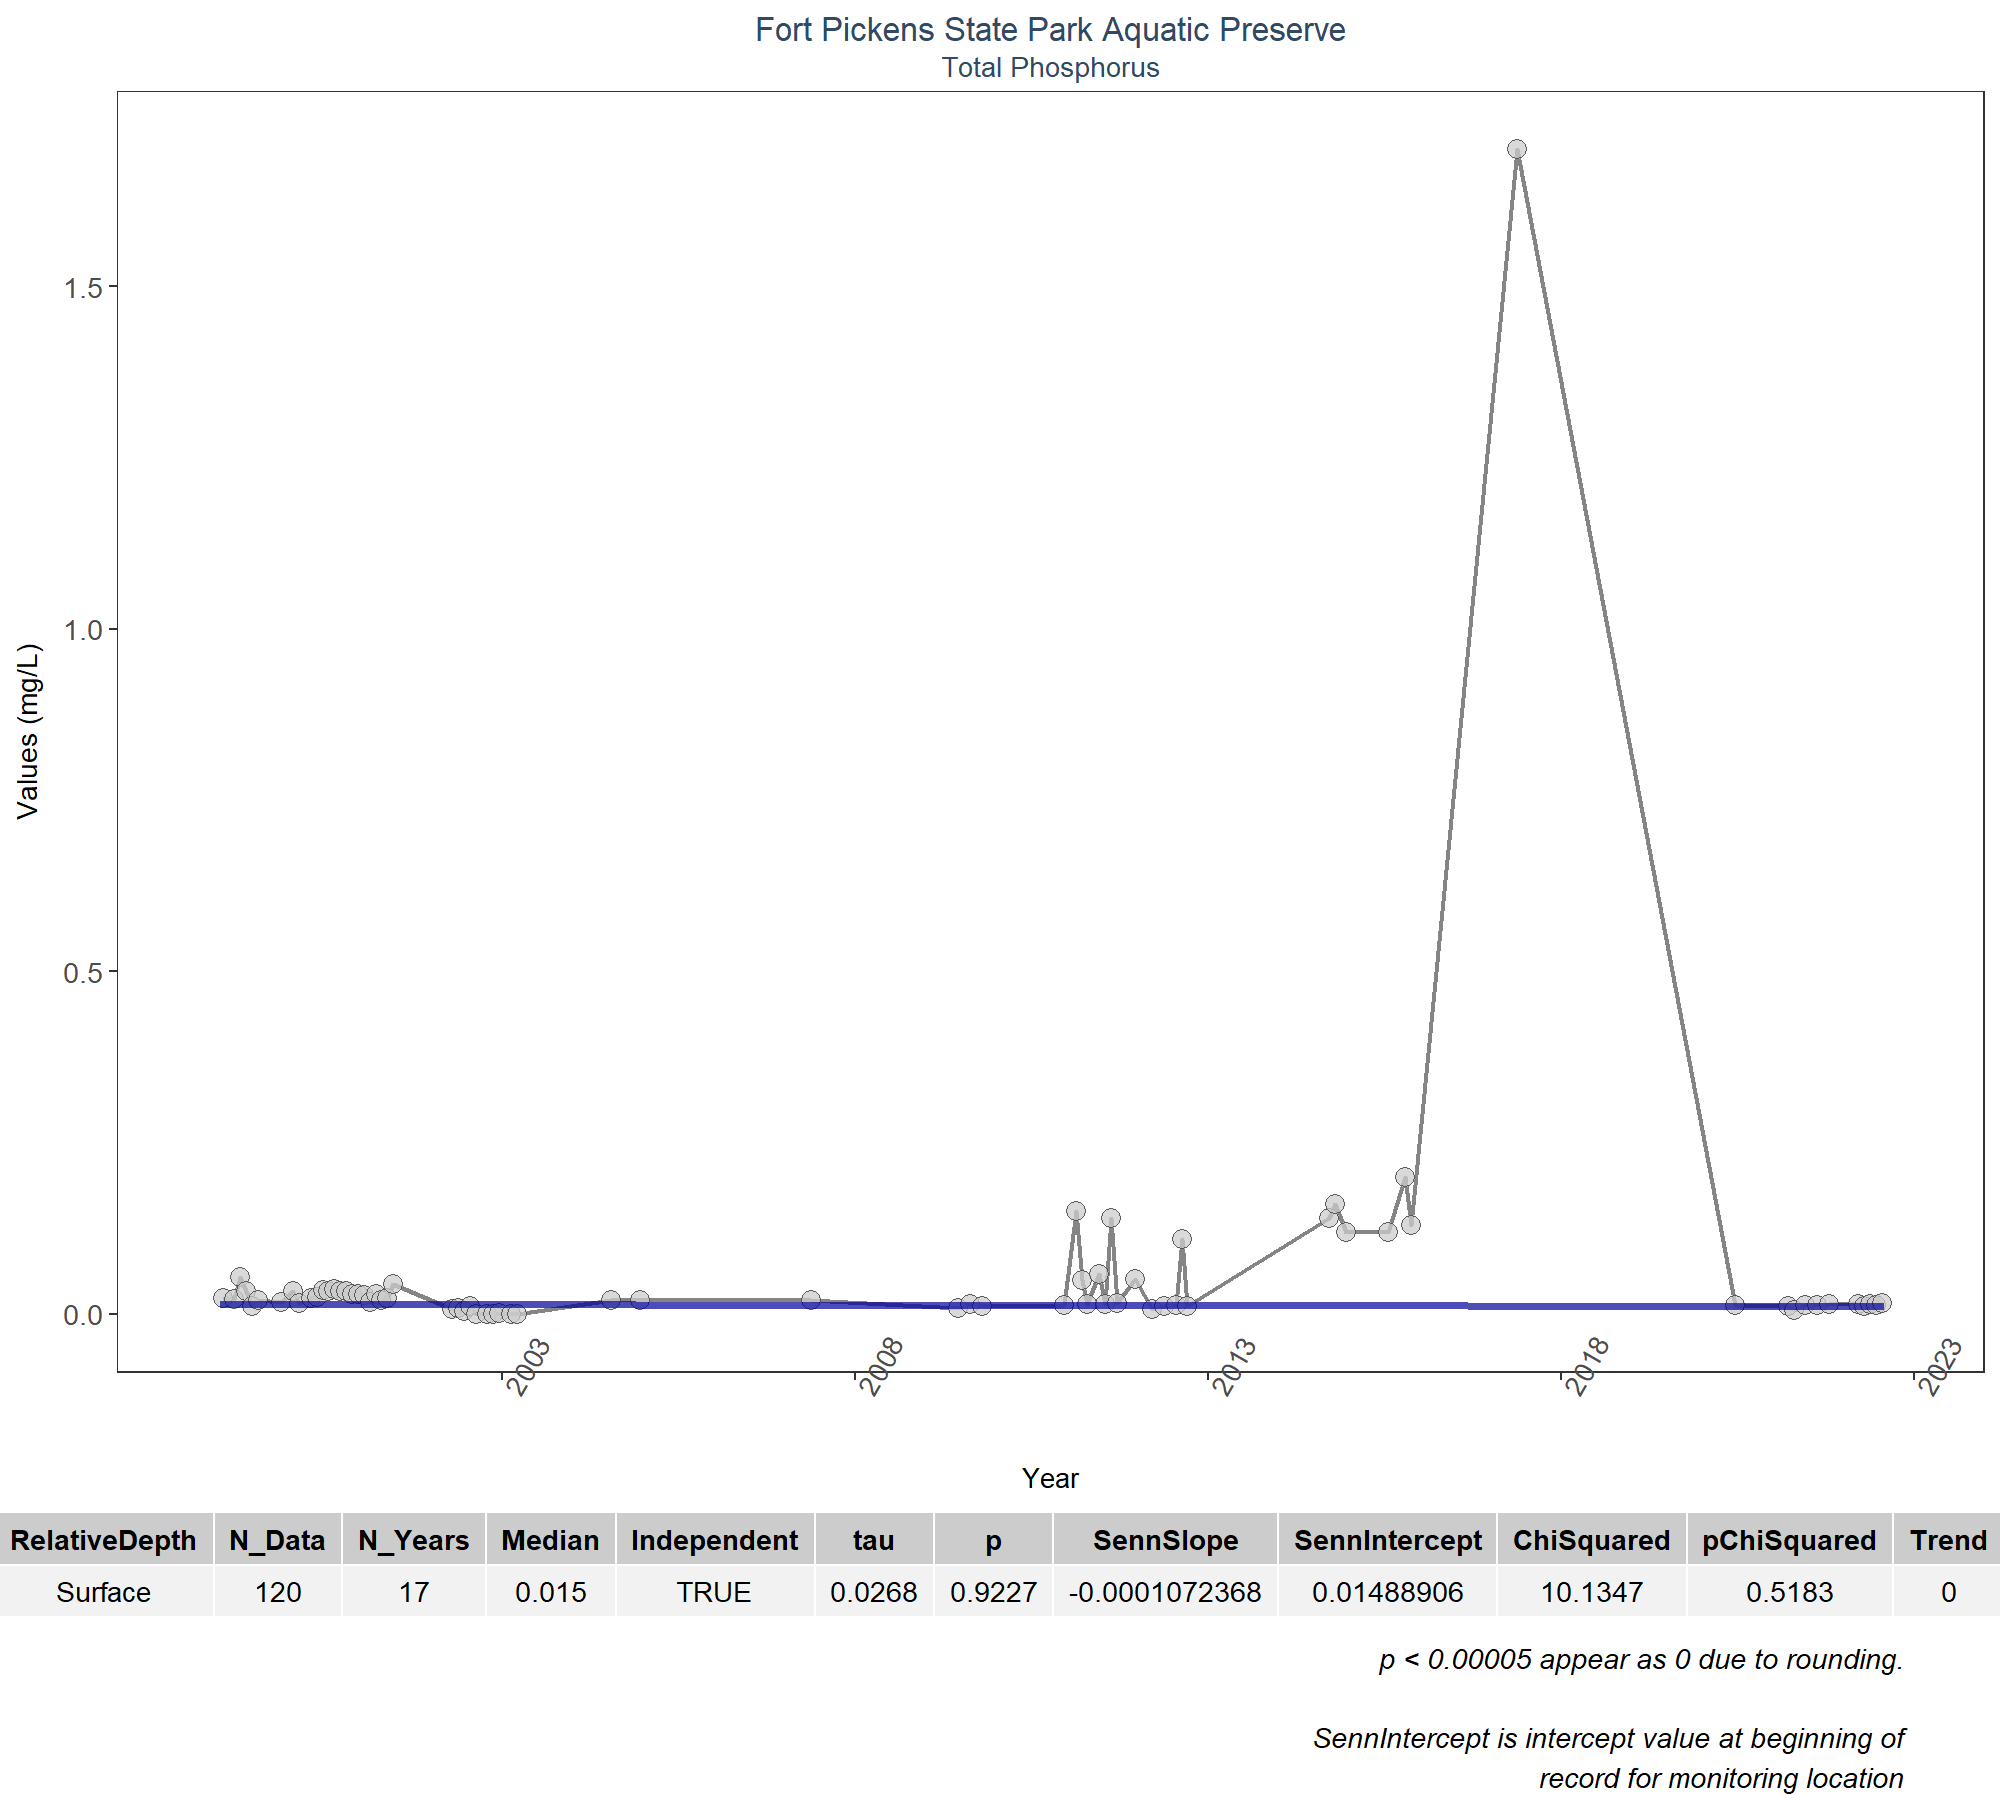 Fort Pickens State Park Aquatic Preserve
Total Phosphorus
Values (mg/L)
1.5
1.0
0.5
0.0
2003 2008 2013 2018 2023
Year
RelativeDepth N_Data N_Years Median Independent tau p SennSlope SennIntercept ChiSquared pChiSquared Trend
Surface 120 17 0.015 TRUE 0.0268 0.9227 -0.0001072368 0.01488906 10.1347 0.5183 0
p < 0.00005 appear as 0 due to rounding.
SennIntercept is intercept value at beginning of
record for monitoring location